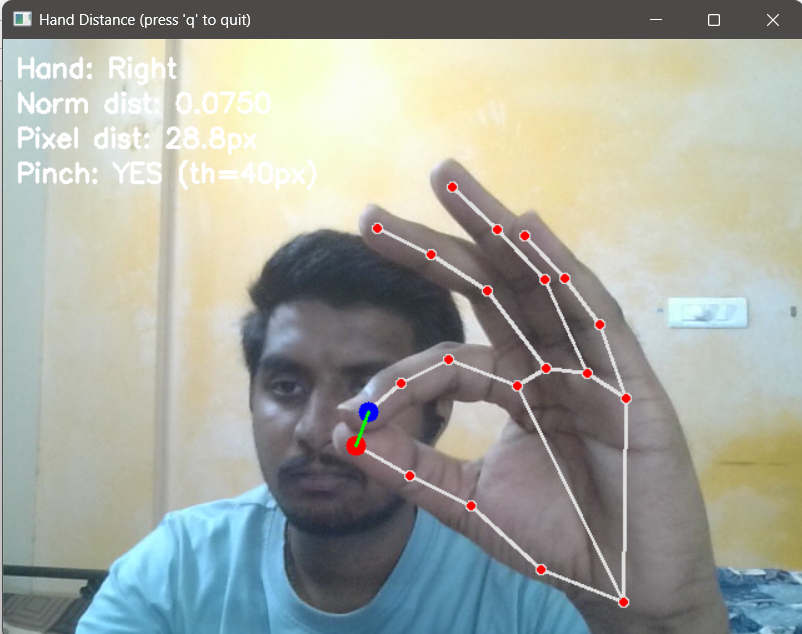 Hand Distance (press 'q' to quit)
Hand: Right
Norm dist: 0.0750
Pixel dist: 28.8px
Pinch: YES (th=40px)